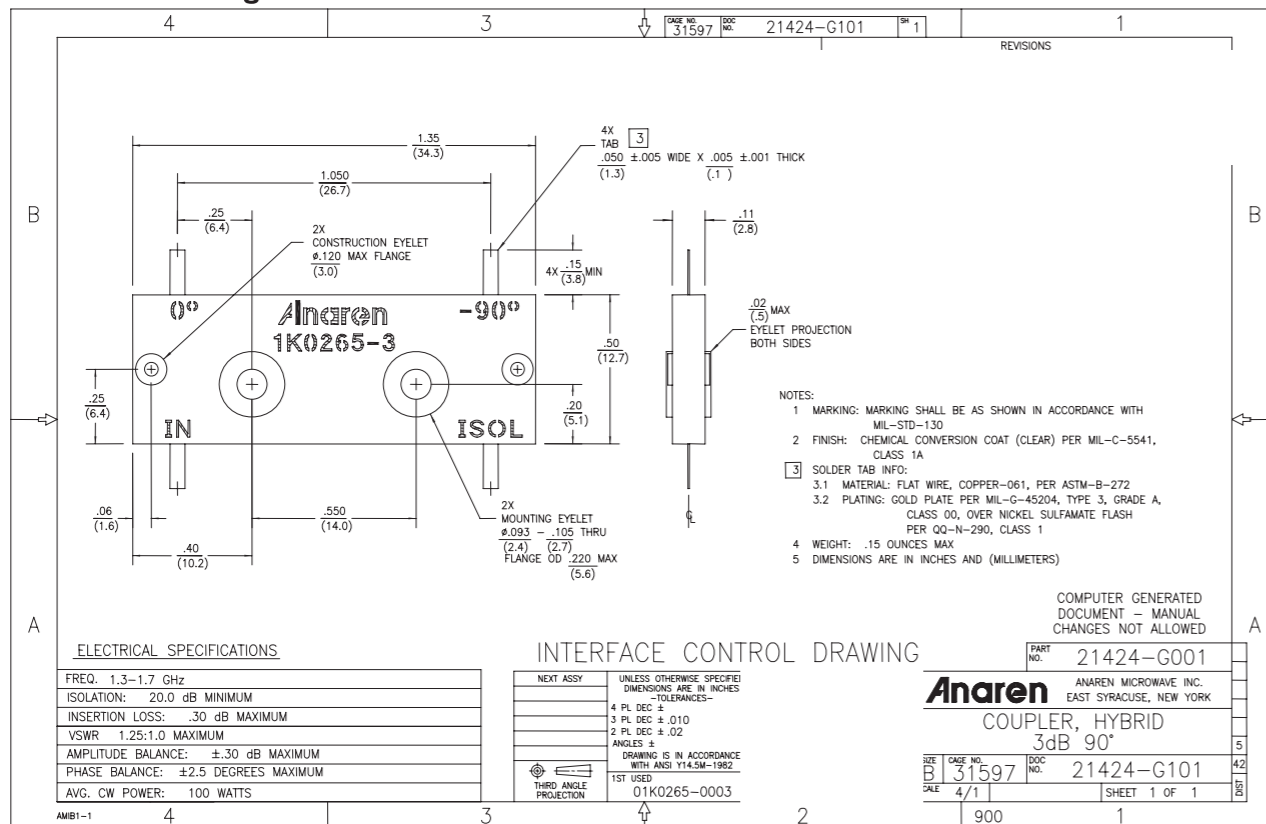 4
3
CAGE NO. 31597
DOC NO. 21424-G101
SH 1
1
REVISIONS
B
B
1.35
(34.3)
1.050
(26.7)
.25
(6.4)
4X
TAB 3
.050 ±.005 WIDE X .005 ±.001 THICK
(1.3) (.1 )
2X
CONSTRUCTION EYELET
ø.120 MAX FLANGE
(3.0)
4X .15 MIN
(3.8)
.11
(2.8)
0°
Anaren
-90°
1K0265-3
IN
ISOL
.50
(12.7)
.02 MAX
(.5)
EYELET PROJECTION
BOTH SIDES
.25
(6.4)
.20
(5.1)
.06
(1.6)
.550
(14.0)
.40
(10.2)
2X
MOUNTING EYELET
ø.093 - .105 THRU
(2.4) (2.7)
FLANGE OD .220 MAX
(5.6)
℄
NOTES:
1 MARKING: MARKING SHALL BE AS SHOWN IN ACCORDANCE WITH
MIL-STD-130
2 FINISH: CHEMICAL CONVERSION COAT (CLEAR) PER MIL-C-5541,
CLASS 1A
3 SOLDER TAB INFO:
3.1 MATERIAL: FLAT WIRE, COPPER-061, PER ASTM-B-272
3.2 PLATING: GOLD PLATE PER MIL-G-45204, TYPE 3, GRADE A,
CLASS 00, OVER NICKEL SULFAMATE FLASH
PER QQ-N-290, CLASS 1
4 WEIGHT: .15 OUNCES MAX
5 DIMENSIONS ARE IN INCHES AND (MILLIMETERS)
COMPUTER GENERATED
DOCUMENT - MANUAL
CHANGES NOT ALLOWED
A
A
ELECTRICAL SPECIFICATIONS
FREQ. 1.3-1.7 GHz
ISOLATION: 20.0 dB MINIMUM
INSERTION LOSS: .30 dB MAXIMUM
VSWR 1.25:1.0 MAXIMUM
AMPLITUDE BALANCE: ±.30 dB MAXIMUM
PHASE BALANCE: ±2.5 DEGREES MAXIMUM
AVG. CW POWER: 100 WATTS
INTERFACE CONTROL DRAWING
NEXT ASSY
UNLESS OTHERWISE SPECIFIE
DIMENSIONS ARE IN INCHES
-TOLERANCES-
4 PL DEC ±
3 PL DEC ± .010
2 PL DEC ± .02
ANGLES ±
DRAWING IS IN ACCORDANCE
WITH ANSI Y14.5M-1982
THIRD ANGLE
PROJECTION
1ST USED
01K0265-0003
PART NO. 21424-G001
Anaren
ANAREN MICROWAVE INC.
EAST SYRACUSE, NEW YORK
COUPLER, HYBRID
3dB 90°
B
CAGE NO. 31597
DOC NO. 21424-G101
4/1
SHEET 1 OF 1
5
42
DIST
AMIB1-1
4
3
2
900
1